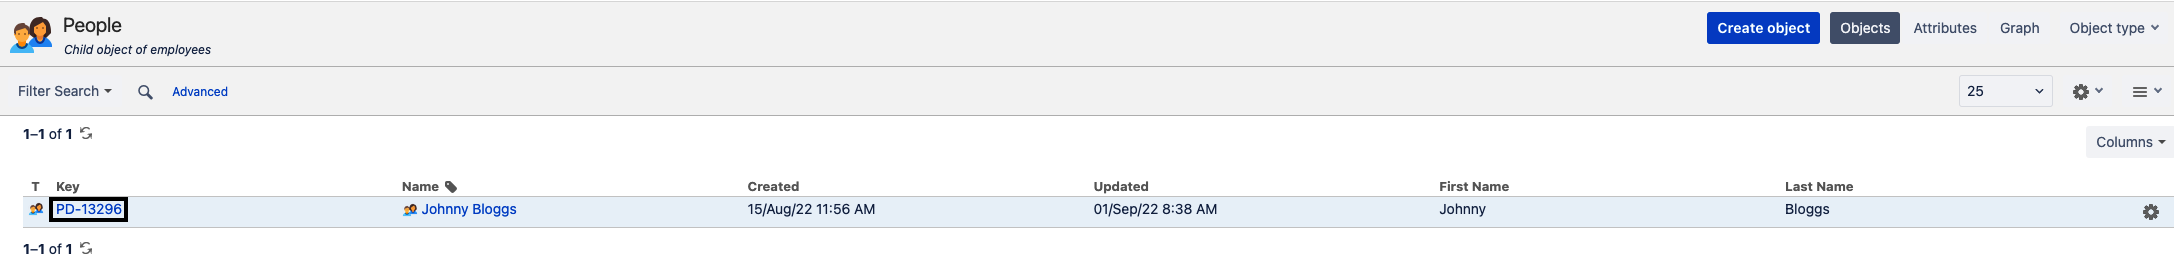 People
Child object of employees
Create object Objects Attributes Graph Object type
Filter Search Advanced 25
1–1 of 1
Columns
T Key Name Created Updated First Name Last Name
PD-13296 Johnny Bloggs 15/Aug/22 11:56 AM 01/Sep/22 8:38 AM Johnny Bloggs
1–1 of 1